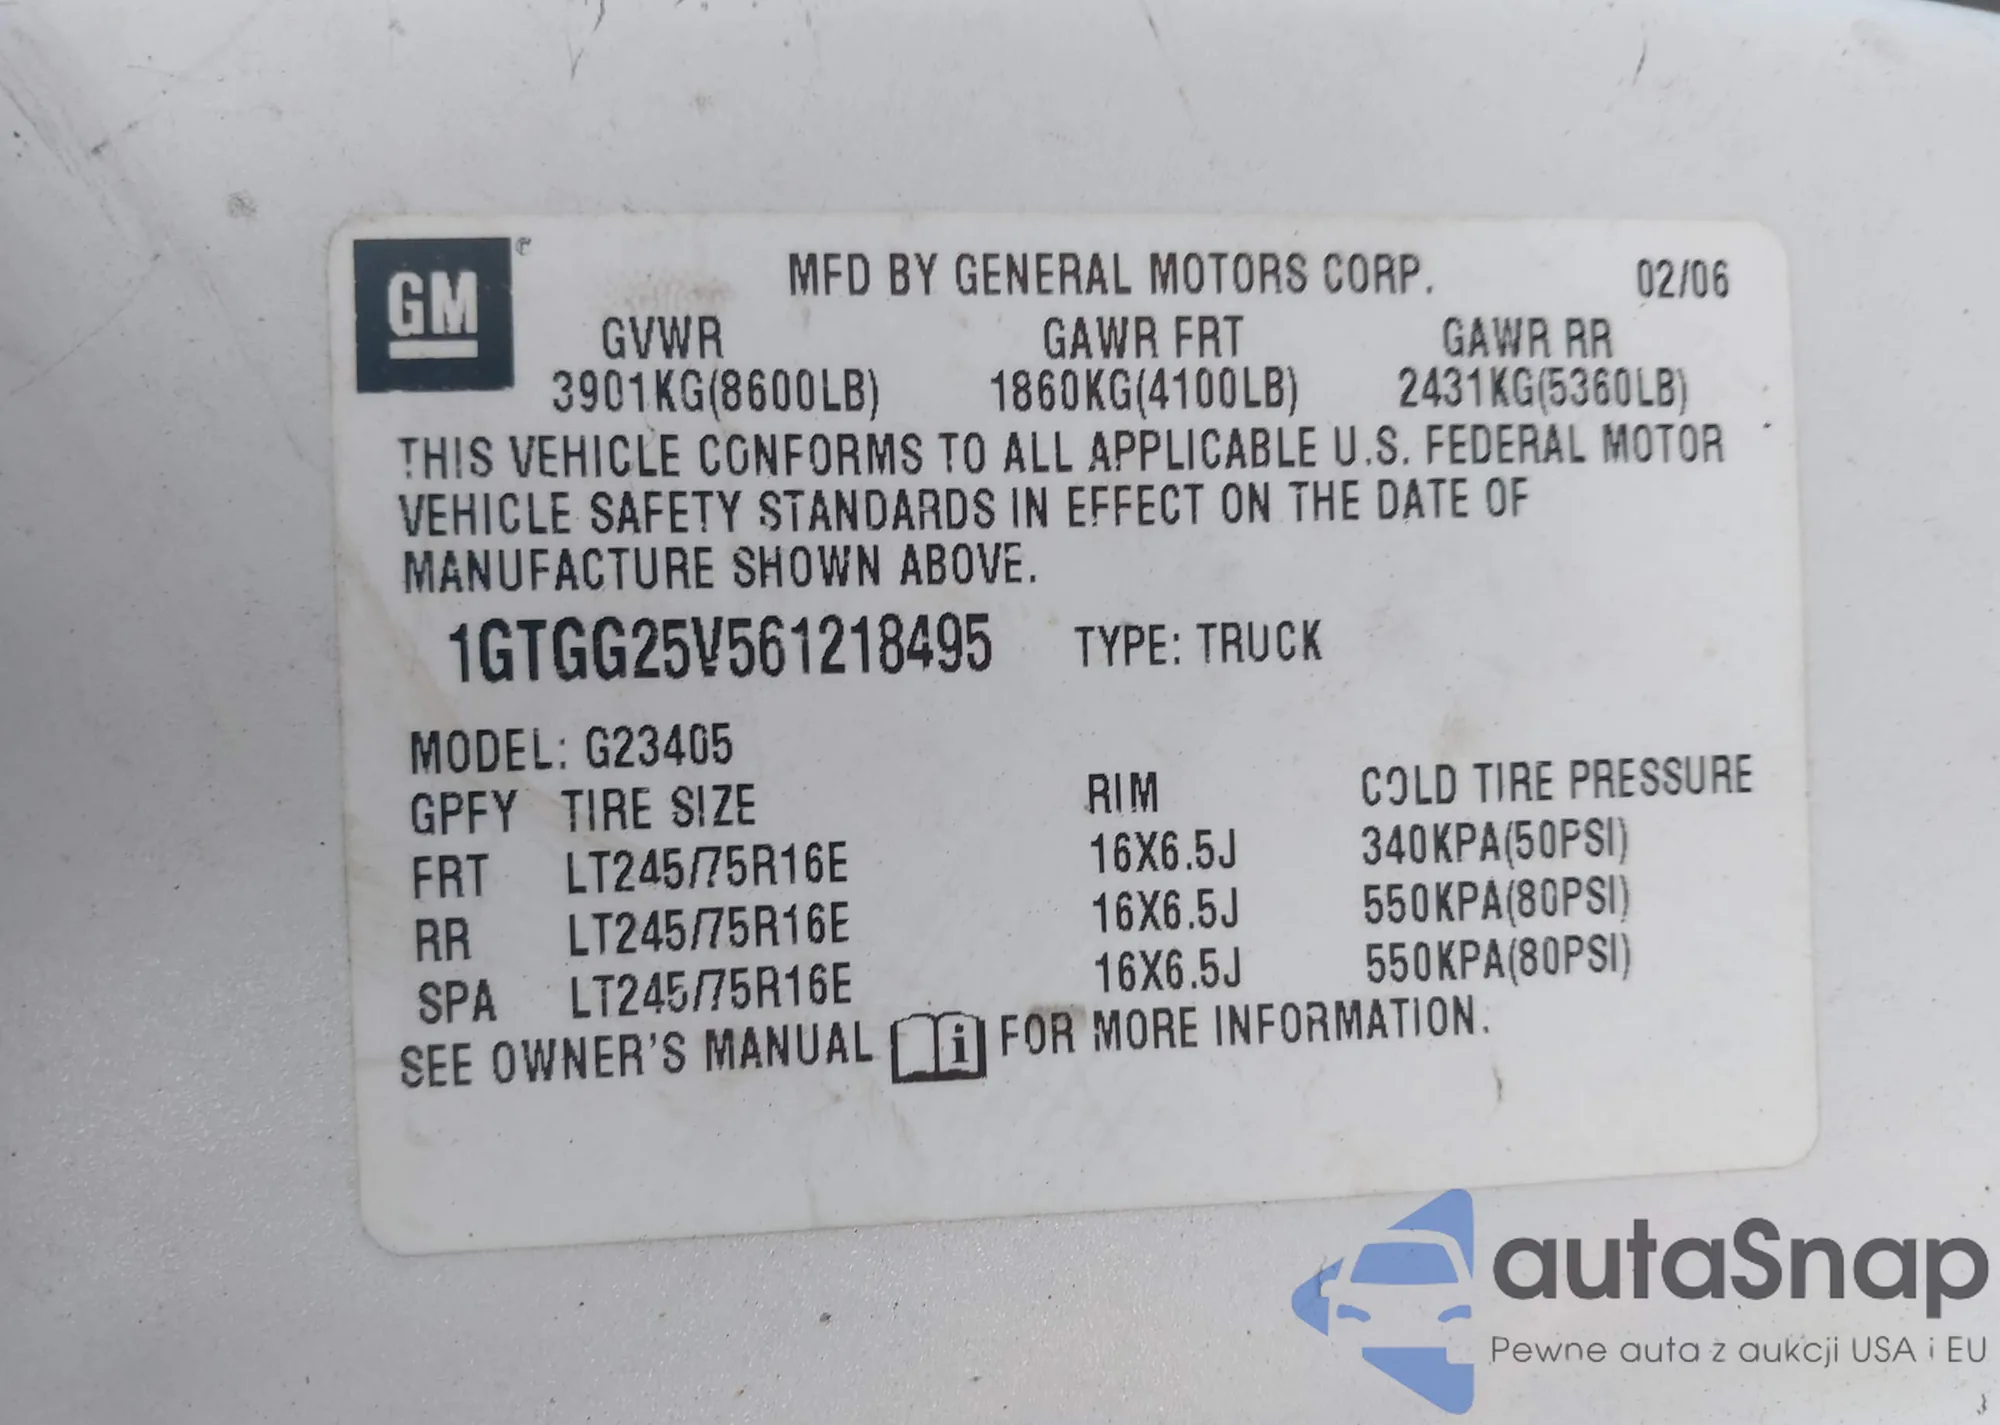 GM
MFD BY GENERAL MOTORS CORP. 02/06
GVWR GAWR FRT GAWR RR
3901KG(8600LB) 1860KG(4100LB) 2431KG(5360LB)
THIS VEHICLE CONFORMS TO ALL APPLICABLE U.S. FEDERAL MOTOR
VEHICLE SAFETY STANDARDS IN EFFECT ON THE DATE OF
MANUFACTURE SHOWN ABOVE.
1GTGG25V561218495 TYPE: TRUCK
MODEL: G23405
GPFY TIRE SIZE RIM COLD TIRE PRESSURE
FRT LT245/75R16E 16X6.5J 340KPA(50PSI)
RR LT245/75R16E 16X6.5J 550KPA(80PSI)
SPA LT245/75R16E 16X6.5J 550KPA(80PSI)
SEE OWNER'S MANUAL i FOR MORE INFORMATION.
autaSnap
Pewne auta z aukcji USA i EU